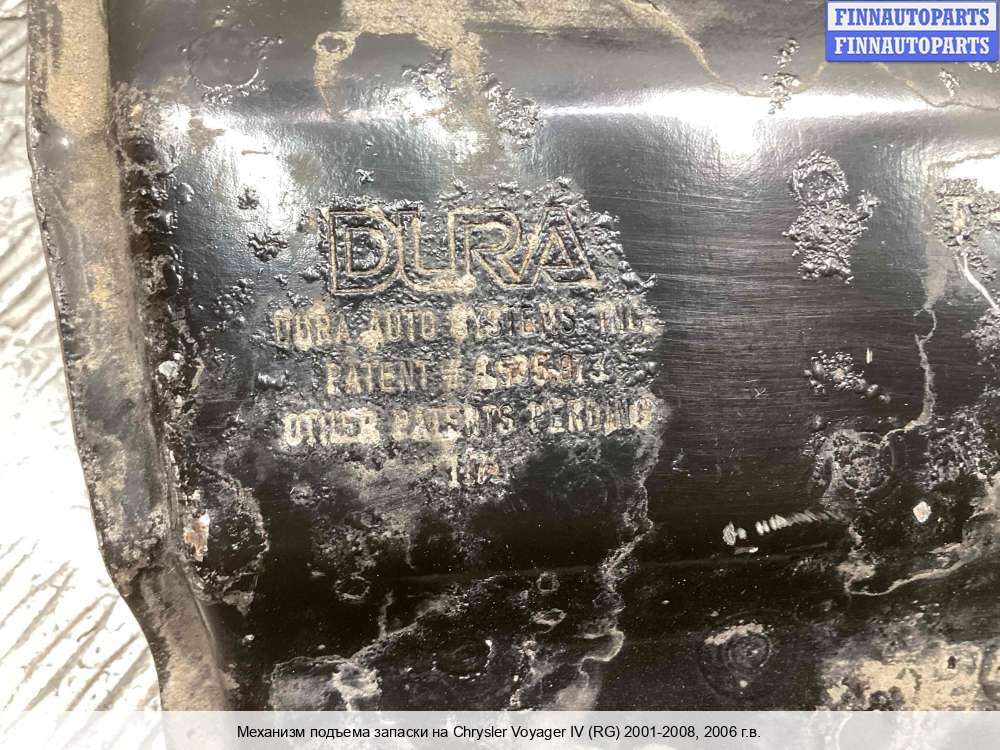 FINNAUTOPARTS
FINNAUTOPARTS
DURA
DURA AUTO SYSTEMS INC.
PATENT #
OTHER PATENTS PENDING
Механизм подъема запаски на Chrysler Voyager IV (RG) 2001-2008, 2006 г.в.